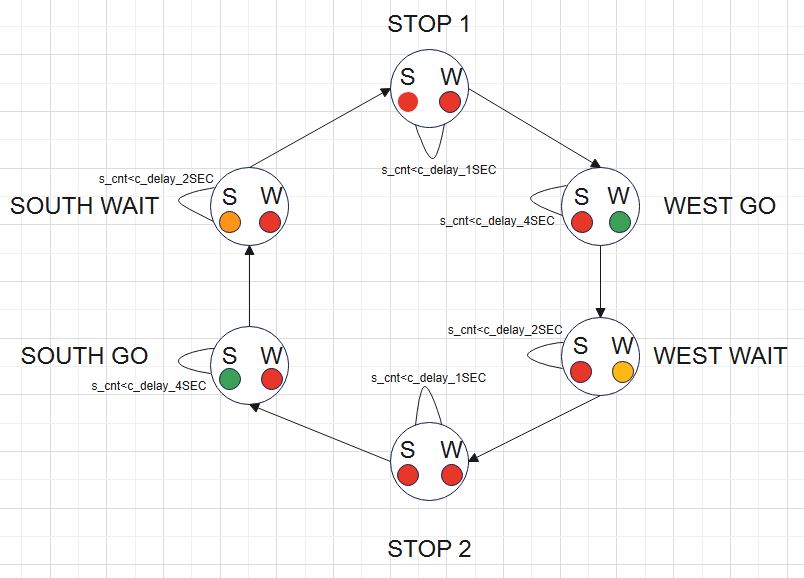 STOP 1
S W
s_cnt<c_delay_1SEC
s_cnt<c_delay_2SEC
S W
SOUTH WAIT
S W
WEST GO
s_cnt<c_delay_4SEC
s_cnt<c_delay_2SEC
S W
SOUTH GO
S W
WEST WAIT
s_cnt<c_delay_4SEC
s_cnt<c_delay_1SEC
S W
STOP 2